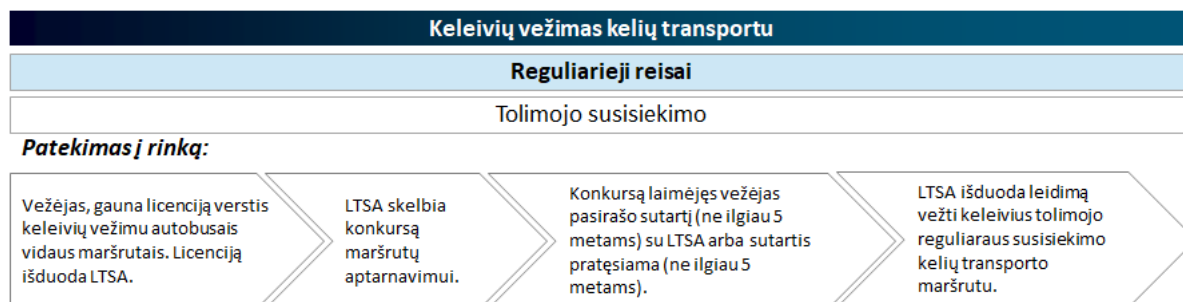 Keleivių vežimas kelių transportu
Reguliarieji reisai
Tolimojo susisiekimo
Patekimas į rinką:
Vežėjas, gauna licenciją verstis
keleivių vežimu autobusais
vidaus maršrutais. Licenciją
išduoda LTSA.
LTSA skelbia
konkursą
maršrutų
aptarnavimui.
Konkursą laimėjęs vežėjas
pasirašo sutartį (ne ilgiau 5
metams) su LTSA arba sutartis
pratęsiama (ne ilgiau 5
metams).
LTSA išduoda leidimą
vežti keleivius tolimojo
reguliaraus susisiekimo
kelių transporto
maršrutu.